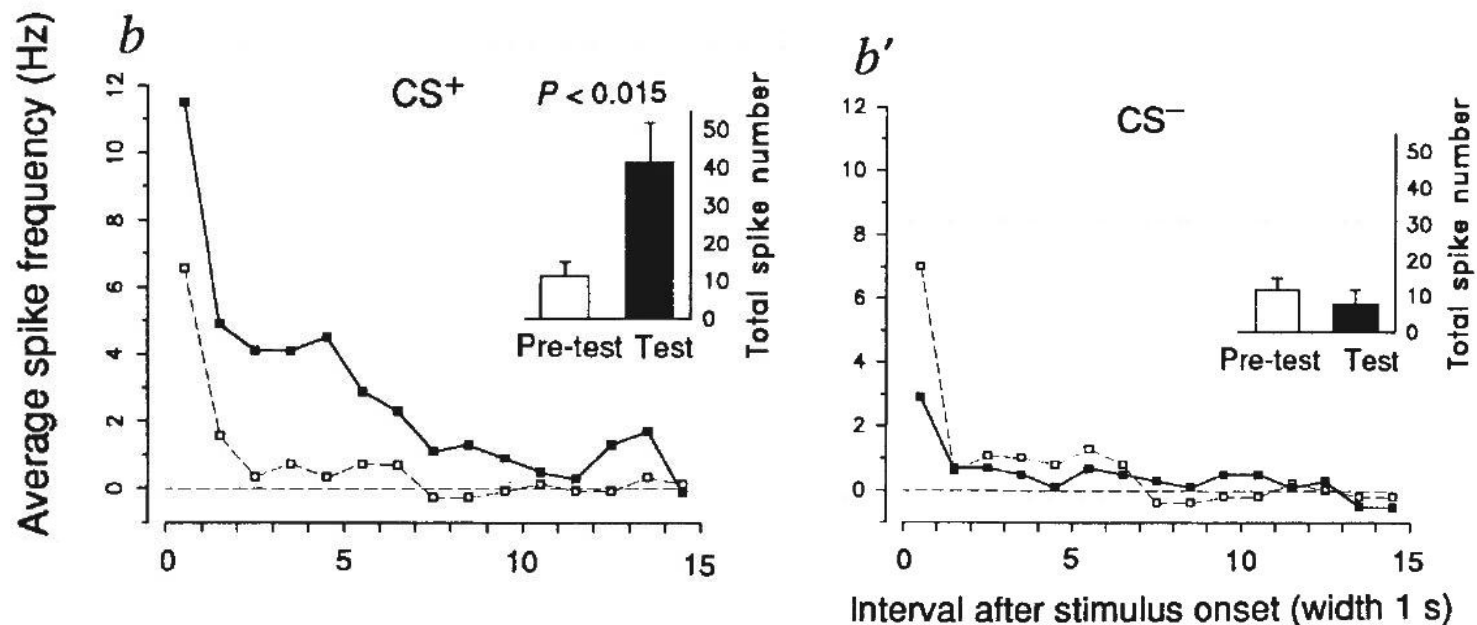 b
CS+
P < 0.015
Average spike frequency (Hz)
12
10
8
6
4
2
0
0 5 10 15
50
40
30
20
10
0
Total spike number
Pre-test Test
b′
CS−
12
10
8
6
4
2
0
0 5 10 15
50
40
30
20
10
0
Total spike number
Pre-test Test
Interval after stimulus onset (width 1 s)